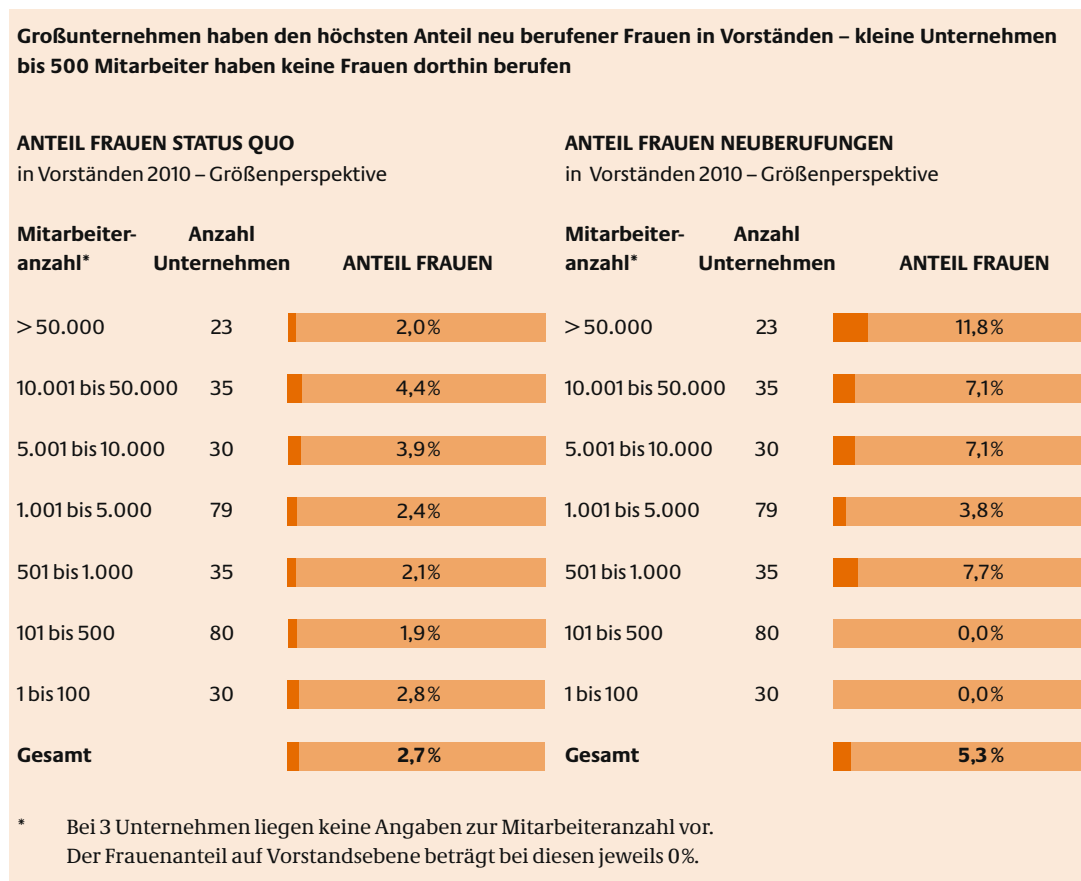 Großunternehmen haben den höchsten Anteil neu berufener Frauen in Vorständen – kleine Unternehmen
bis 500 Mitarbeiter haben keine Frauen dorthin berufen
ANTEIL FRAUEN STATUS QUO
in Vorständen 2010 – Größenperspektive
Mitarbeiter- Anzahl
anzahl* Unternehmen ANTEIL FRAUEN
> 50.000 23 2,0%
10.001 bis 50.000 35 4,4%
5.001 bis 10.000 30 3,9%
1.001 bis 5.000 79 2,4%
501 bis 1.000 35 2,1%
101 bis 500 80 1,9%
1 bis 100 30 2,8%
Gesamt 2,7%
ANTEIL FRAUEN NEUBERUFUNGEN
in Vorständen 2010 – Größenperspektive
Mitarbeiter- Anzahl
anzahl* Unternehmen ANTEIL FRAUEN
> 50.000 23 11,8%
10.001 bis 50.000 35 7,1%
5.001 bis 10.000 30 7,1%
1.001 bis 5.000 79 3,8%
501 bis 1.000 35 7,7%
101 bis 500 80 0,0%
1 bis 100 30 0,0%
Gesamt 5,3%
* Bei 3 Unternehmen liegen keine Angaben zur Mitarbeiteranzahl vor.
Der Frauenanteil auf Vorstandsebene beträgt bei diesen jeweils 0%.